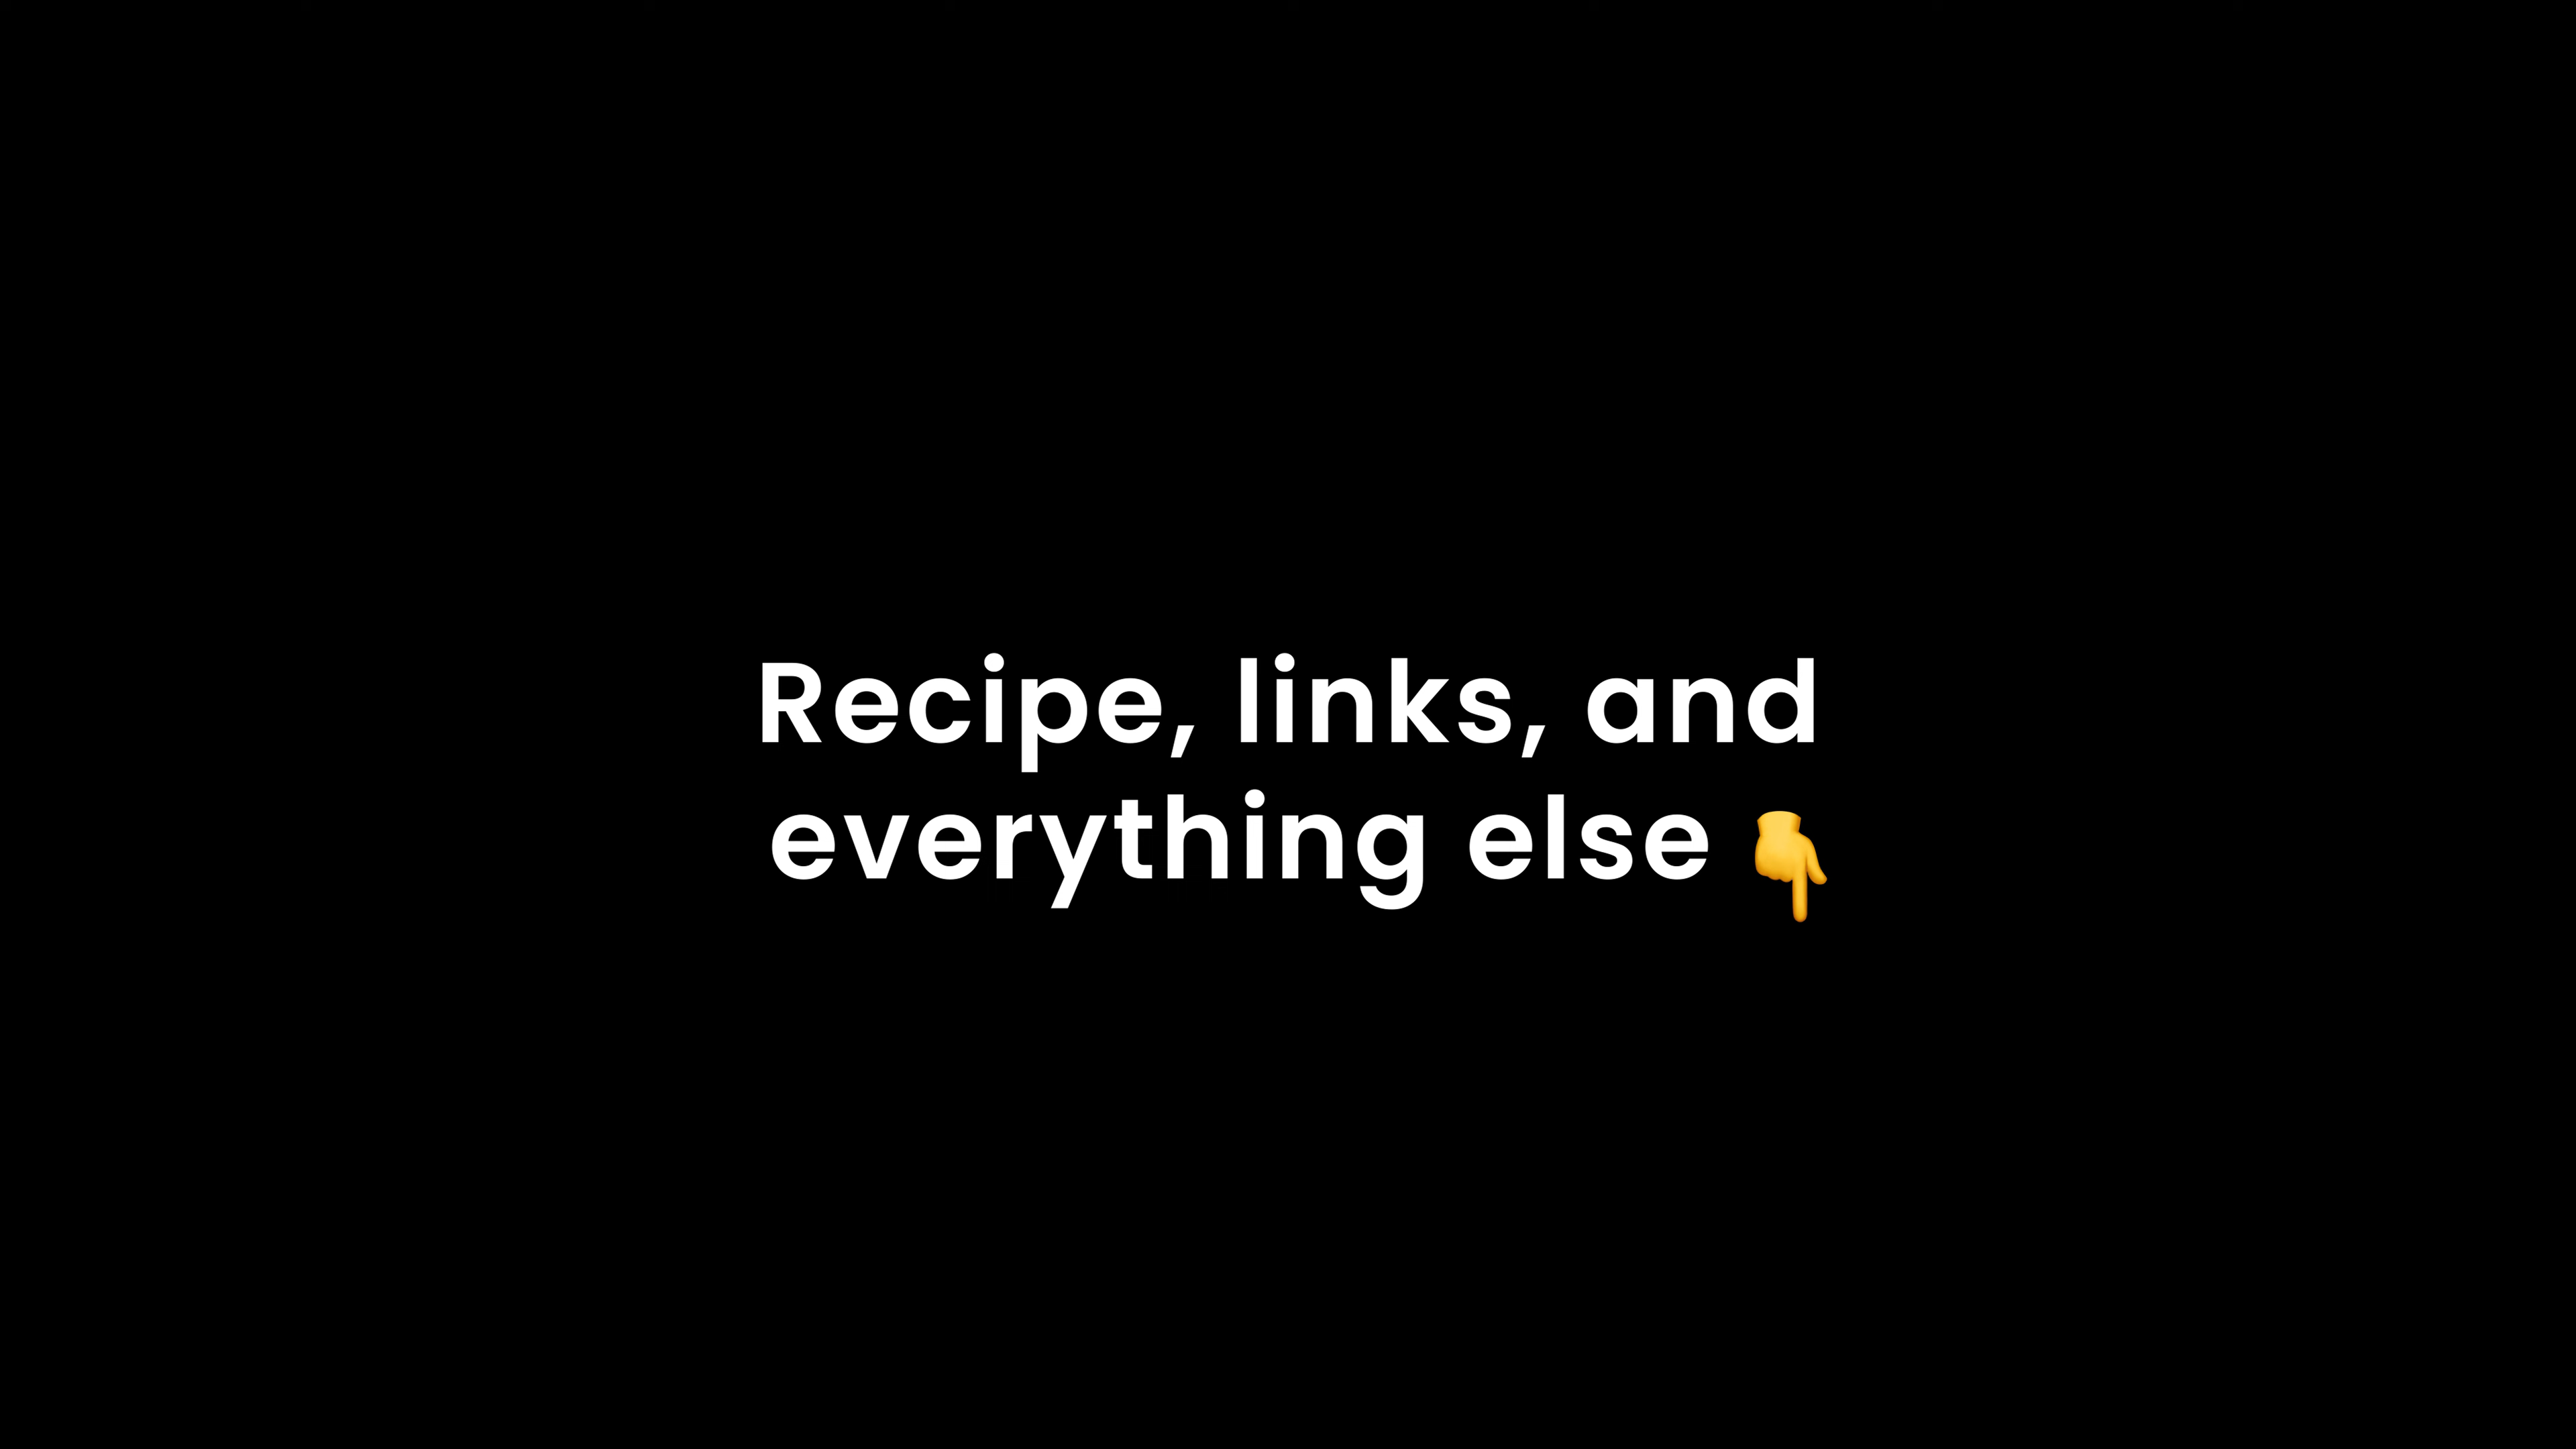 Recipe, links, and
everything else 👇